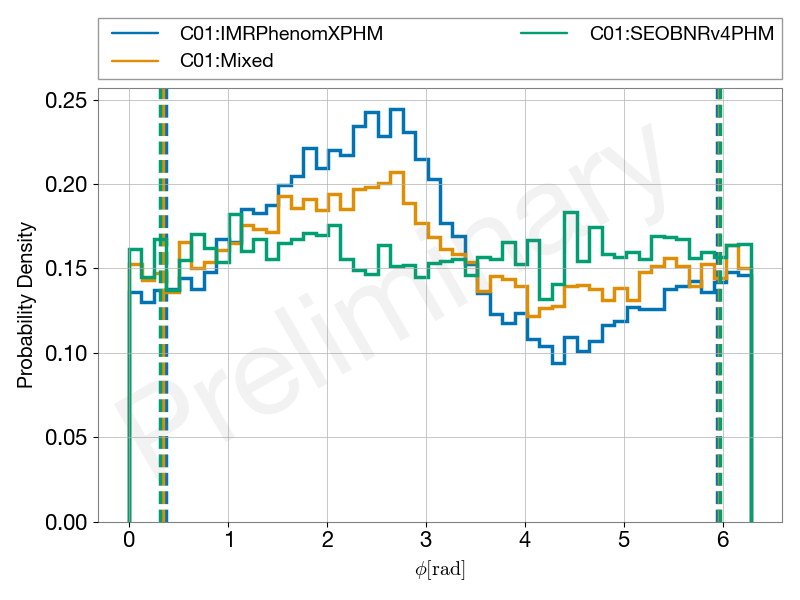 C01:IMRPhenomXPHM
C01:Mixed
C01:SEOBNRv4PHM
Preliminary
Probability Density
0.25
0.20
0.15
0.10
0.05
0.00
0 1 2 3 4 5 6
ϕ[rad]